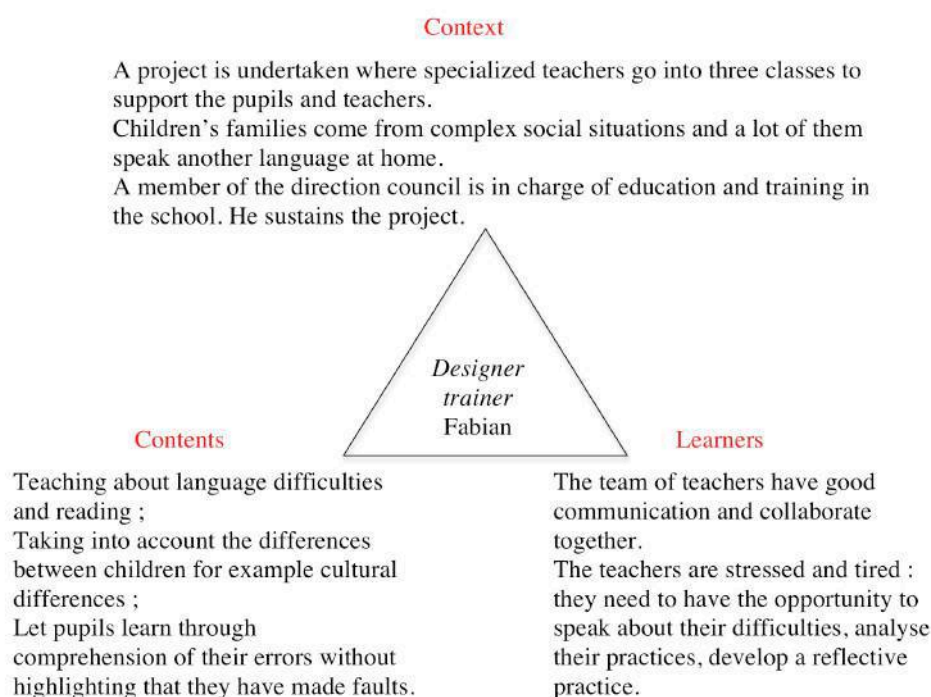 Context
A project is undertaken where specialized teachers go into three classes to
support the pupils and teachers.
Children's families come from complex social situations and a lot of them
speak another language at home.
A member of the direction council is in charge of education and training in
the school. He sustains the project.
Designer
trainer
Fabian
Contents
Teaching about language difficulties
and reading ;
Taking into account the differences
between children for example cultural
differences ;
Let pupils learn through
comprehension of their errors without
highlighting that they have made faults.
Learners
The team of teachers have good
communication and collaborate
together.
The teachers are stressed and tired :
they need to have the opportunity to
speak about their difficulties, analyse
their practices, develop a reflective
practice.